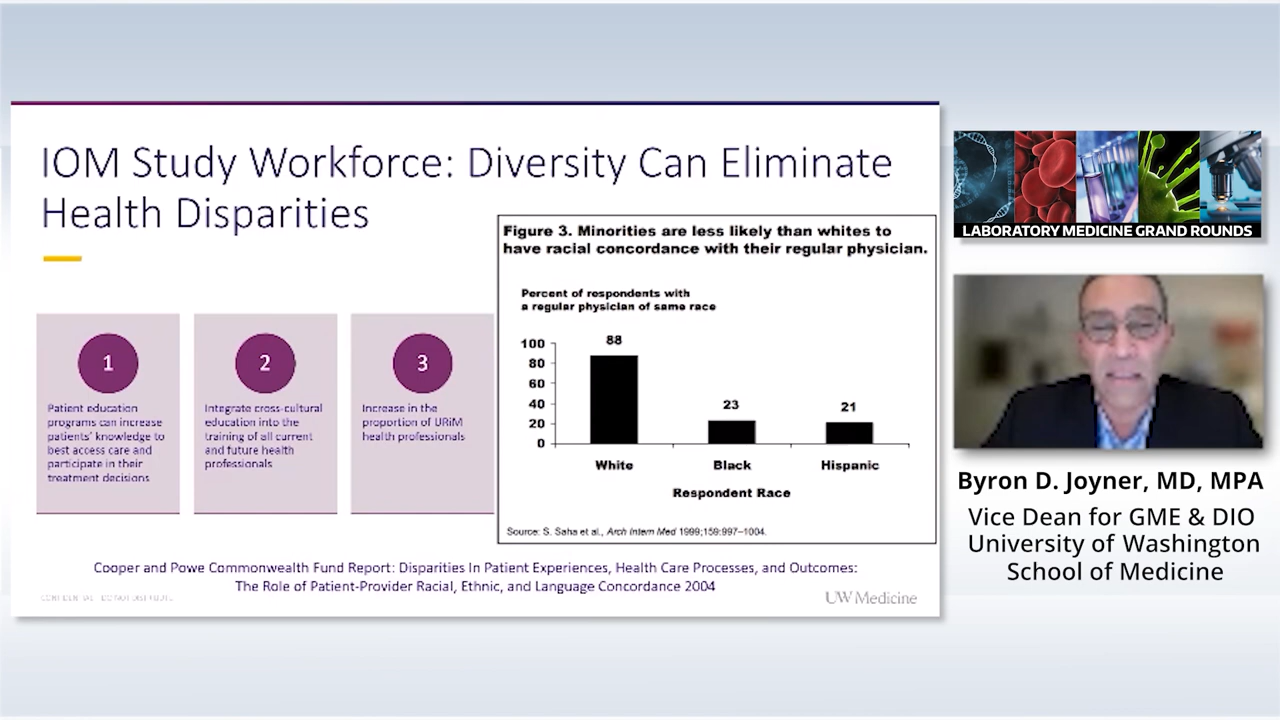 IOM Study Workforce: Diversity Can Eliminate
Health Disparities
1
Patient education
programs can increase
patients' knowledge to
best access care and
participate in their
treatment decisions
2
Integrate cross-cultural
education into the
training of all current
and future health
professionals
3
Increase in the
proportion of URiM
health professionals
Figure 3. Minorities are less likely than whites to
have racial concordance with their regular physician.
Percent of respondents with
a regular physician of same race
100
80
60
40
20
0
88
23
21
White
Black
Hispanic
Respondent Race
Source: S. Saha et al., Arch Intern Med 1999;159:997–1004.
Cooper and Powe Commonwealth Fund Report: Disparities In Patient Experiences, Health Care Processes, and Outcomes:
The Role of Patient-Provider Racial, Ethnic, and Language Concordance 2004
CONFIDENTIAL – DO NOT DISTRIBUTE
UW Medicine
LABORATORY MEDICINE GRAND ROUNDS
Byron D. Joyner, MD, MPA
Vice Dean for GME & DIO
University of Washington
School of Medicine